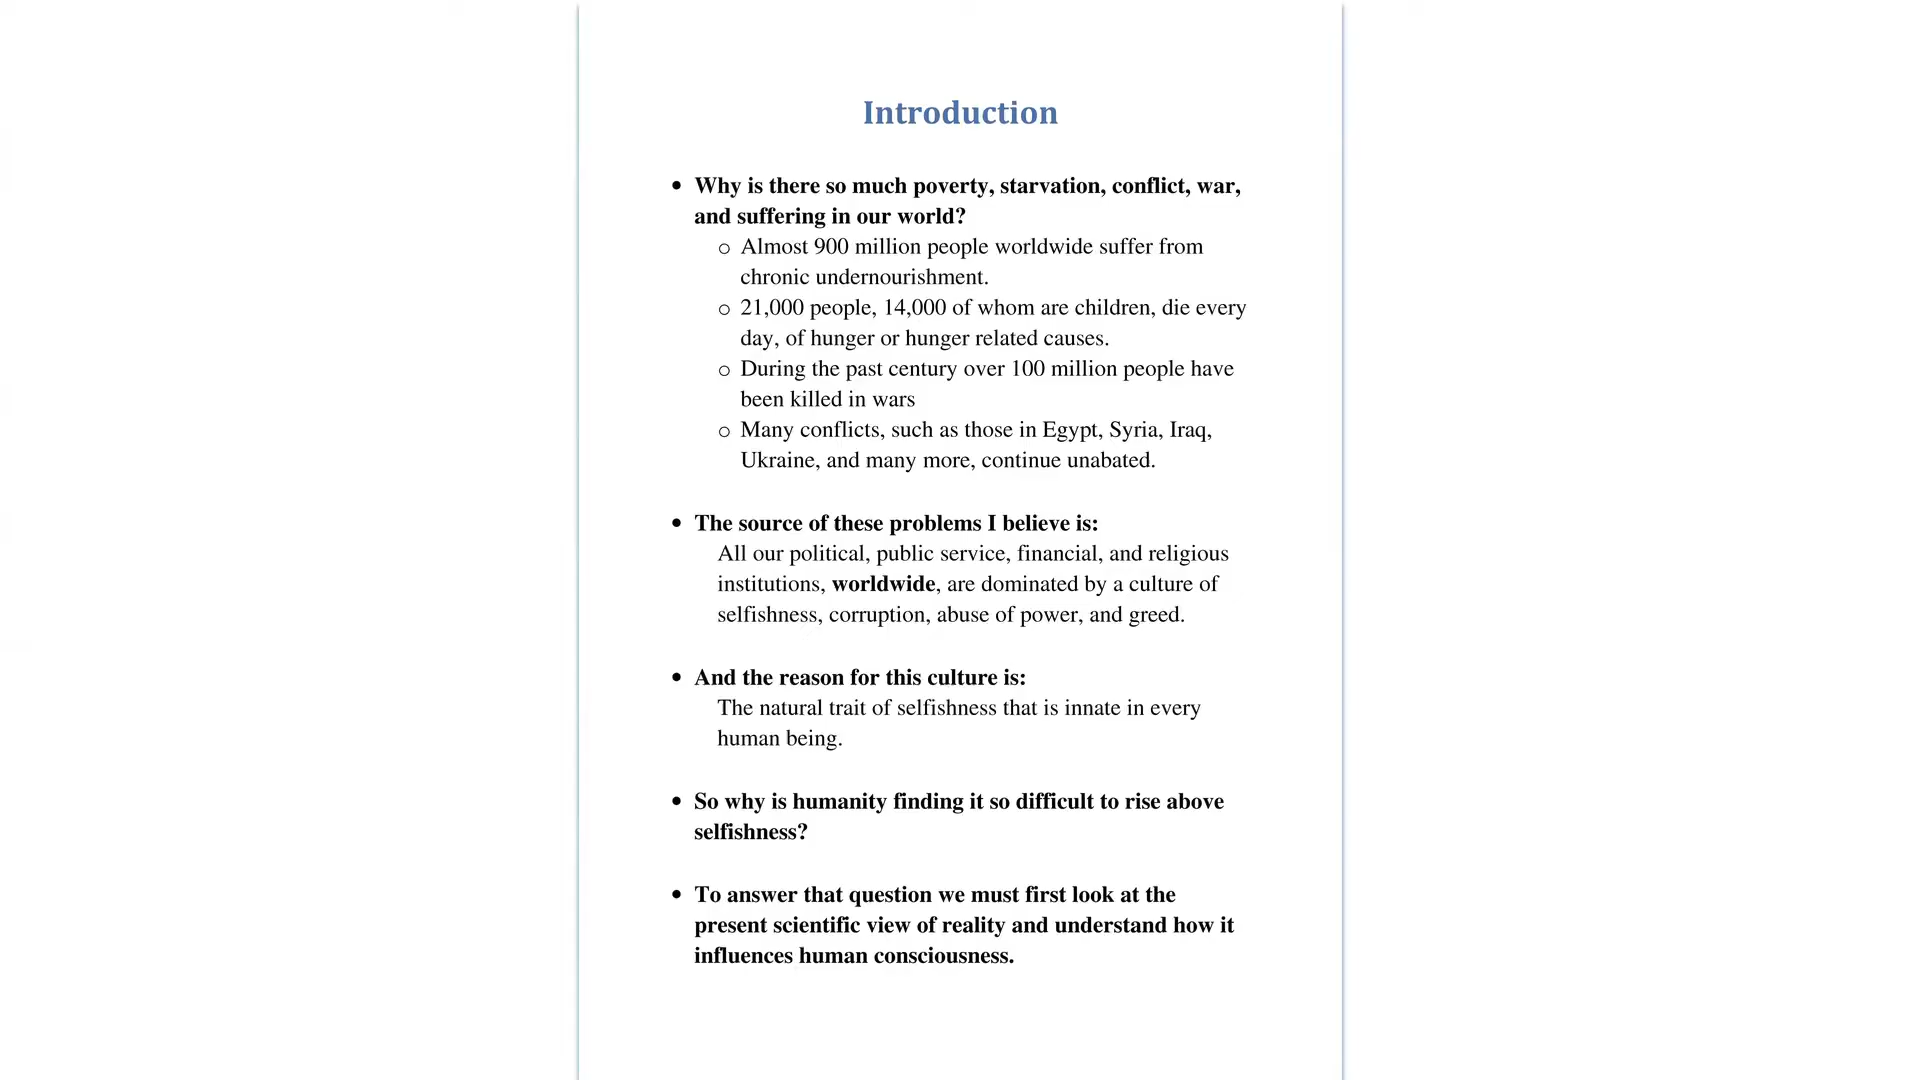 Introduction
• Why is there so much poverty, starvation, conflict, war,
and suffering in our world?
o Almost 900 million people worldwide suffer from
chronic undernourishment.
o 21,000 people, 14,000 of whom are children, die every
day, of hunger or hunger related causes.
o During the past century over 100 million people have
been killed in wars
o Many conflicts, such as those in Egypt, Syria, Iraq,
Ukraine, and many more, continue unabated.
• The source of these problems I believe is:
All our political, public service, financial, and religious
institutions, worldwide, are dominated by a culture of
selfishness, corruption, abuse of power, and greed.
• And the reason for this culture is:
The natural trait of selfishness that is innate in every
human being.
• So why is humanity finding it so difficult to rise above
selfishness?
• To answer that question we must first look at the
present scientific view of reality and understand how it
influences human consciousness.